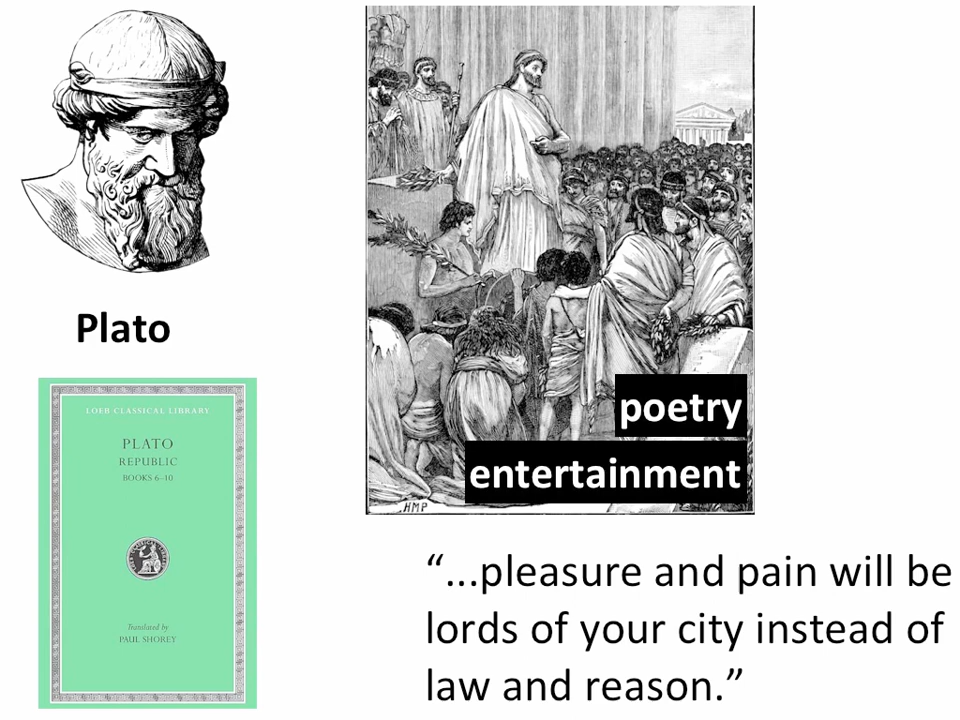 Plato
LOEB CLASSICAL LIBRARY
PLATO
REPUBLIC
BOOKS 6–10
Translated by
PAUL SHOREY
poetry
entertainment
HMP
“...pleasure and pain will be
lords of your city instead of
law and reason.”